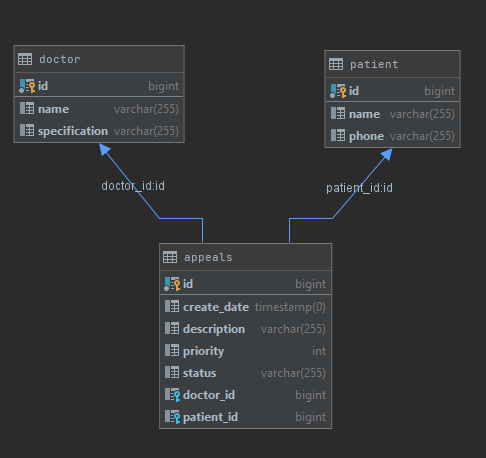 doctor
id bigint
name varchar(255)
specification varchar(255)
patient
id bigint
name varchar(255)
phone varchar(255)
doctor_id:id
patient_id:id
appeals
id bigint
create_date timestamp(0)
description varchar(255)
priority int
status varchar(255)
doctor_id bigint
patient_id bigint